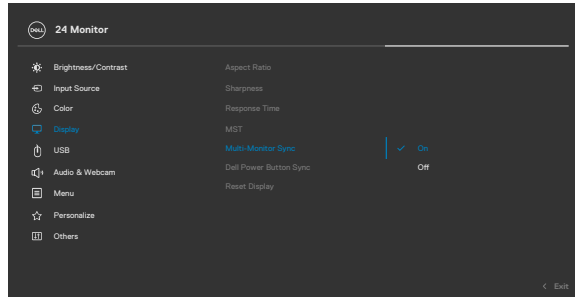 DELL 24 Monitor
Brightness/Contrast
Input Source
Color
Display
USB
Audio & Webcam
Menu
Personalize
Others
Aspect Ratio
Sharpness
Response Time
MST
Multi-Monitor Sync
Dell Power Button Sync
Reset Display
On
Off
Exit